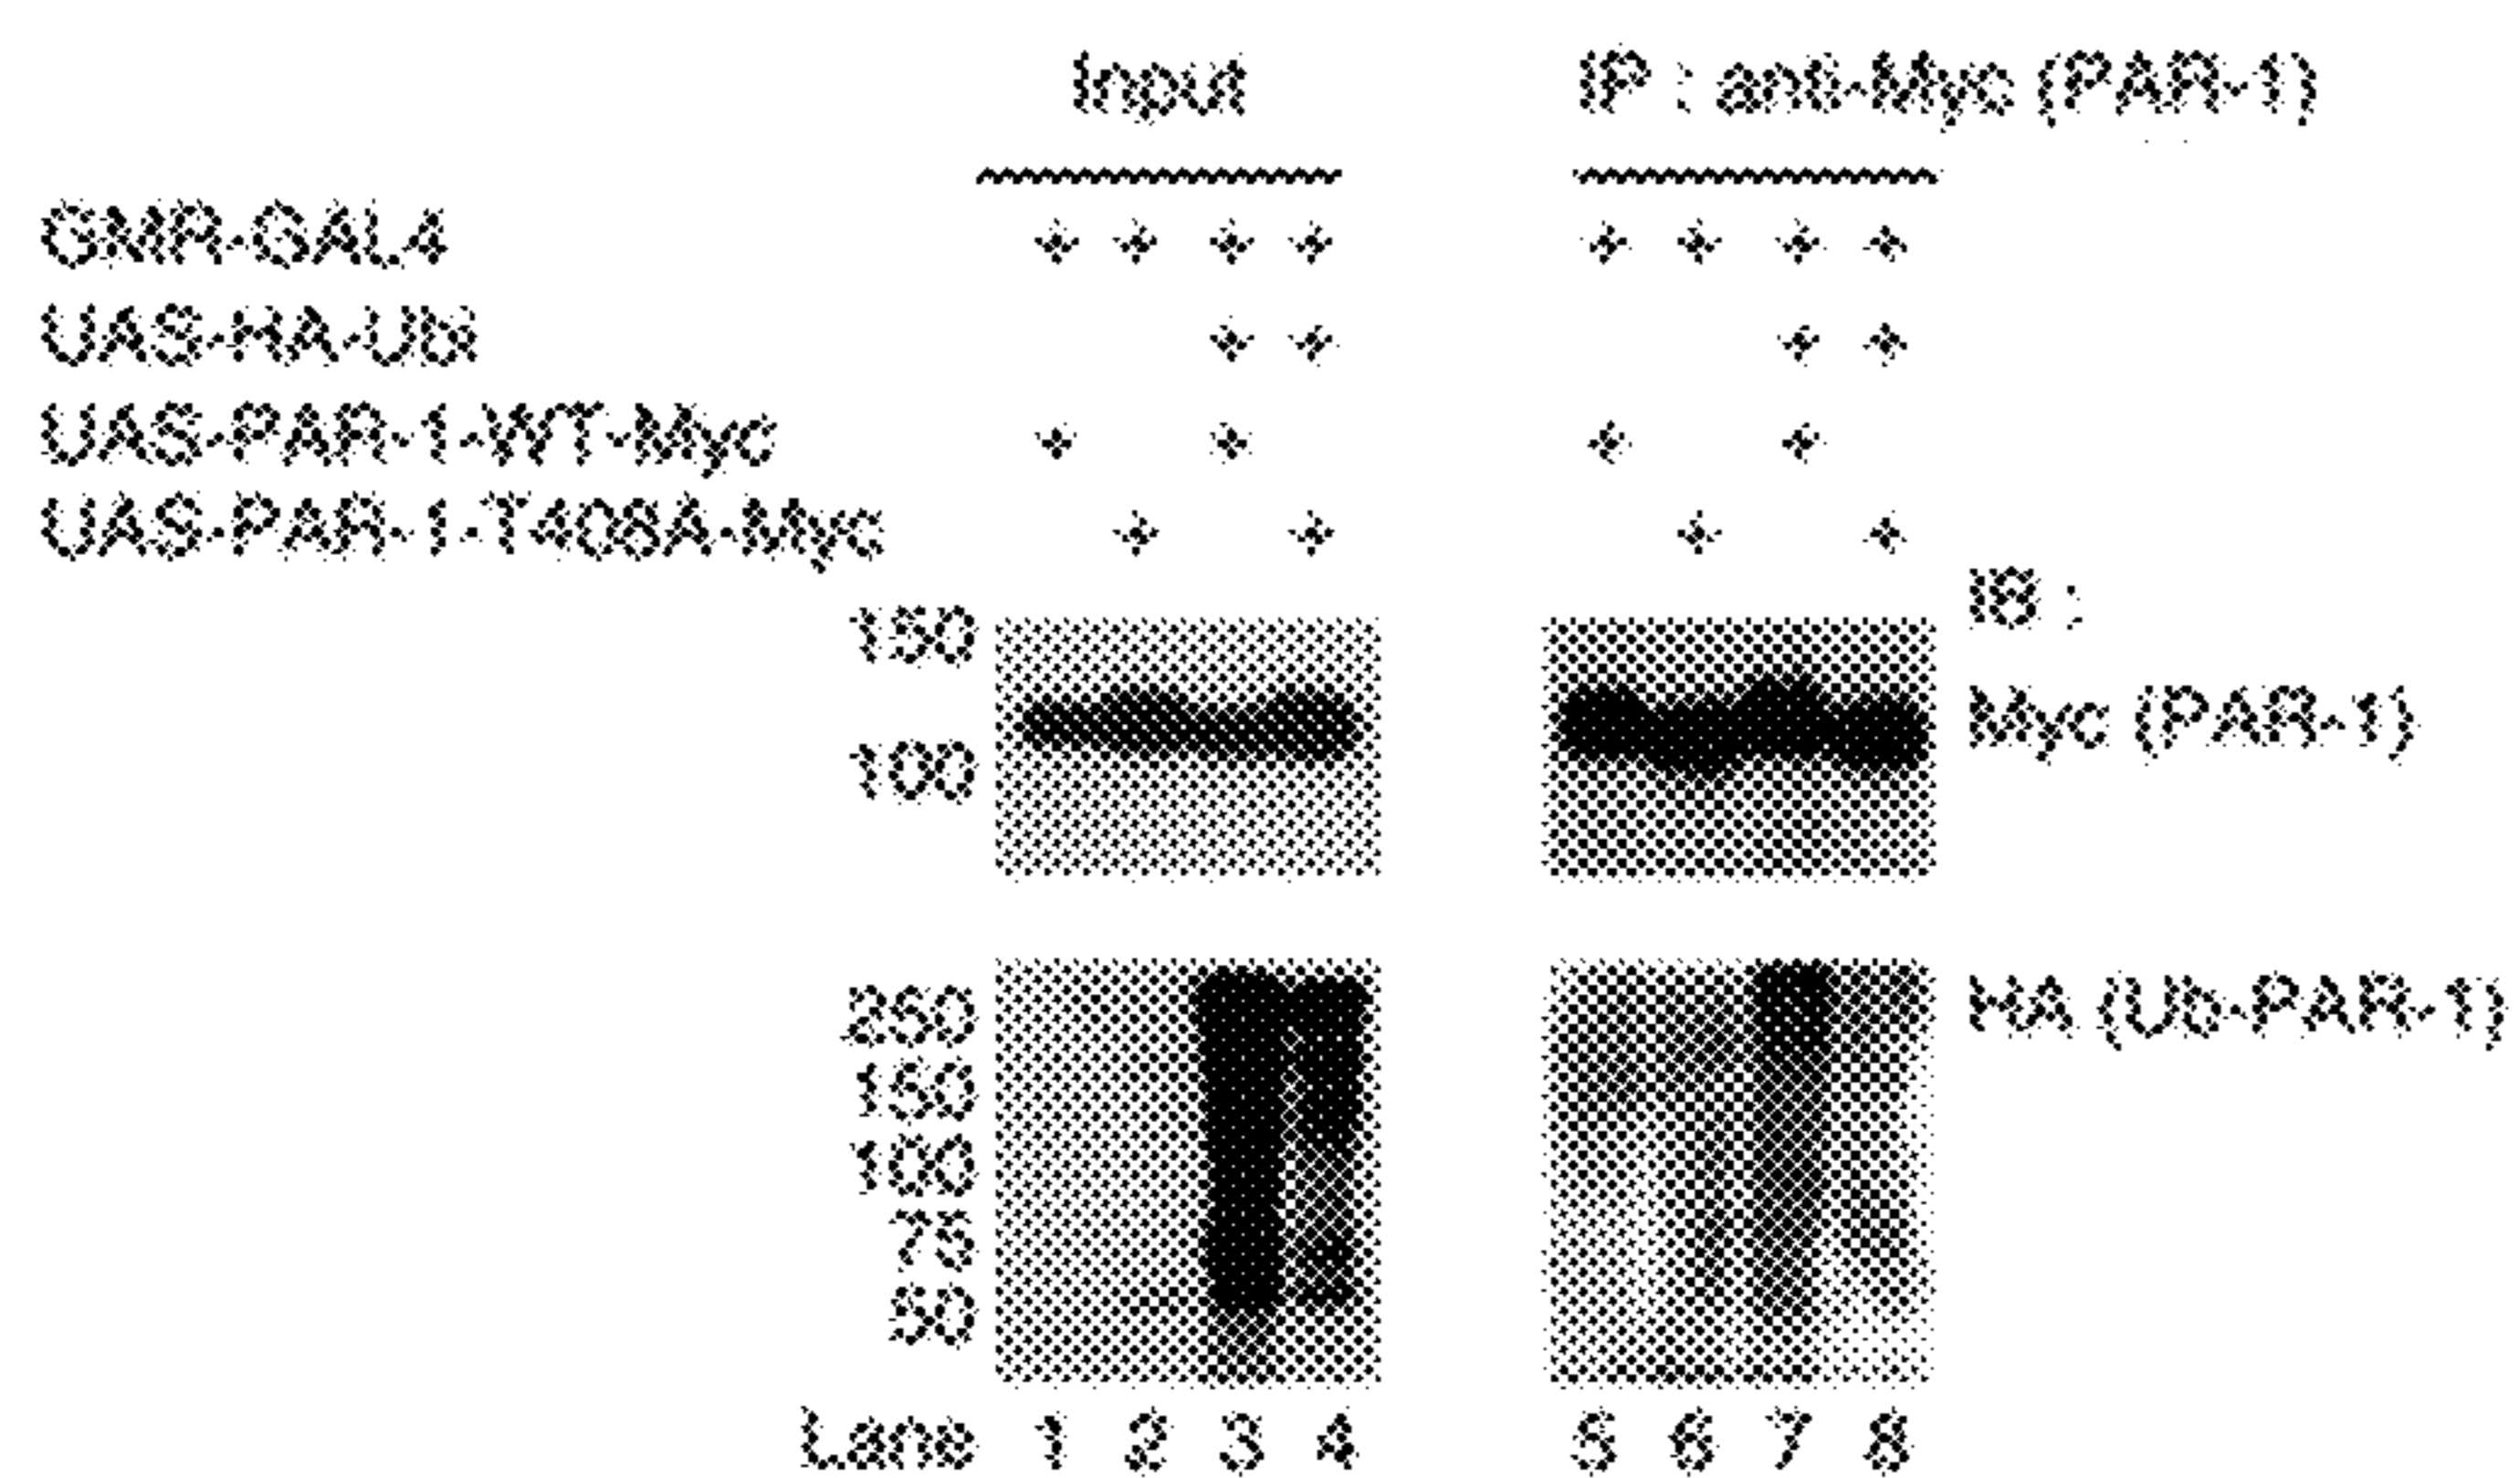 Input IP : anti-Myc (PAR-1)
GMR-GAL4 + + + + + + + +
UAS-HA-Ub + + + +
UAS-PAR-1-WT-Myc + + + +
UAS-PAR-1-T408A-Myc + + + +
IB :
150
Myc (PAR-1)
100
250 HA (Ub-PAR-1)
150
100
75
50
Lane 1 2 3 4 5 6 7 8